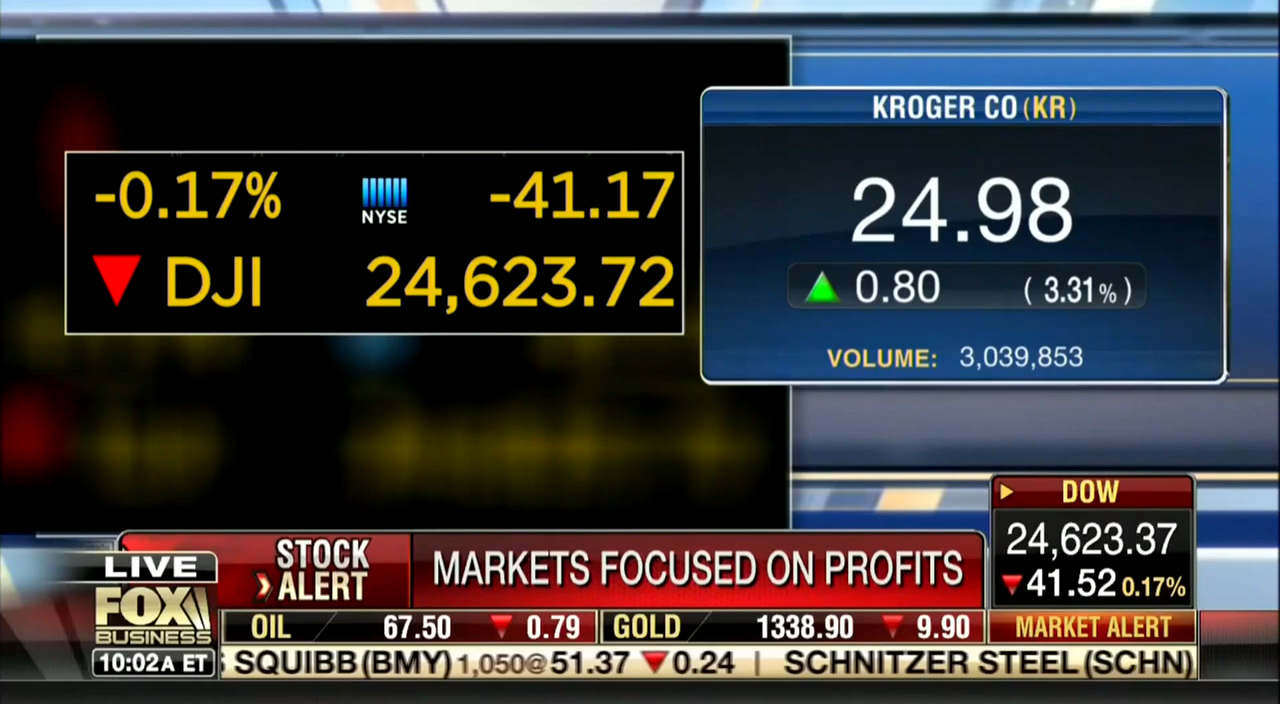 KROGER CO (KR)
24.98
▲ 0.80 ( 3.31% )
VOLUME: 3,039,853
-0.17% NYSE -41.17
▼ DJI 24,623.72
DOW
24,623.37
▼ 41.52 0.17%
MARKET ALERT
STOCK
ALERT
MARKETS FOCUSED ON PROFITS
LIVE
FOX
BUSINESS
10:02A ET
OIL 67.50 ▼ 0.79 GOLD 1338.90 ▼ 9.90
SQUIBB (BMY) 1,050@51.37 ▼ 0.24 | SCHNITZER STEEL (SCHN)